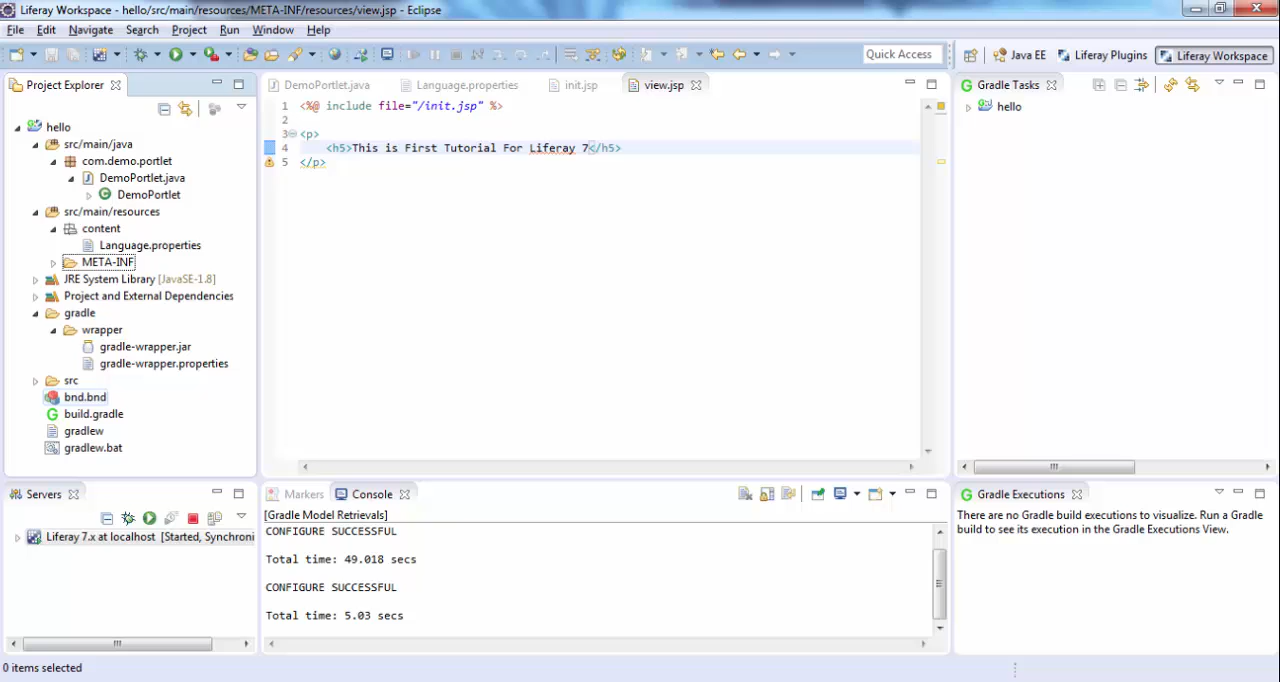 Liferay Workspace - hello/src/main/resources/META-INF/resources/view.jsp - Eclipse
File Edit Navigate Search Project Run Window Help
Quick Access Java EE Liferay Plugins Liferay Workspace
Project Explorer
hello
src/main/java
com.demo.portlet
DemoPortlet.java
DemoPortlet
src/main/resources
content
Language.properties
META-INF
JRE System Library [JavaSE-1.8]
Project and External Dependencies
gradle
wrapper
gradle-wrapper.jar
gradle-wrapper.properties
src
bnd.bnd
build.gradle
gradlew
gradlew.bat
DemoPortlet.java Language.properties init.jsp view.jsp
1 <%@ include file="/init.jsp" %>
2
3 <p>
4 <h5>This is First Tutorial For Liferay 7</h5>
5 </p>
Gradle Tasks
hello
Servers
Liferay 7.x at localhost [Started, Synchroni
Markers Console
[Gradle Model Retrievals]
CONFIGURE SUCCESSFUL
Total time: 49.018 secs
CONFIGURE SUCCESSFUL
Total time: 5.03 secs
Gradle Executions
There are no Gradle build executions to visualize. Run a Gradle
build to see its execution in the Gradle Executions View.
0 items selected